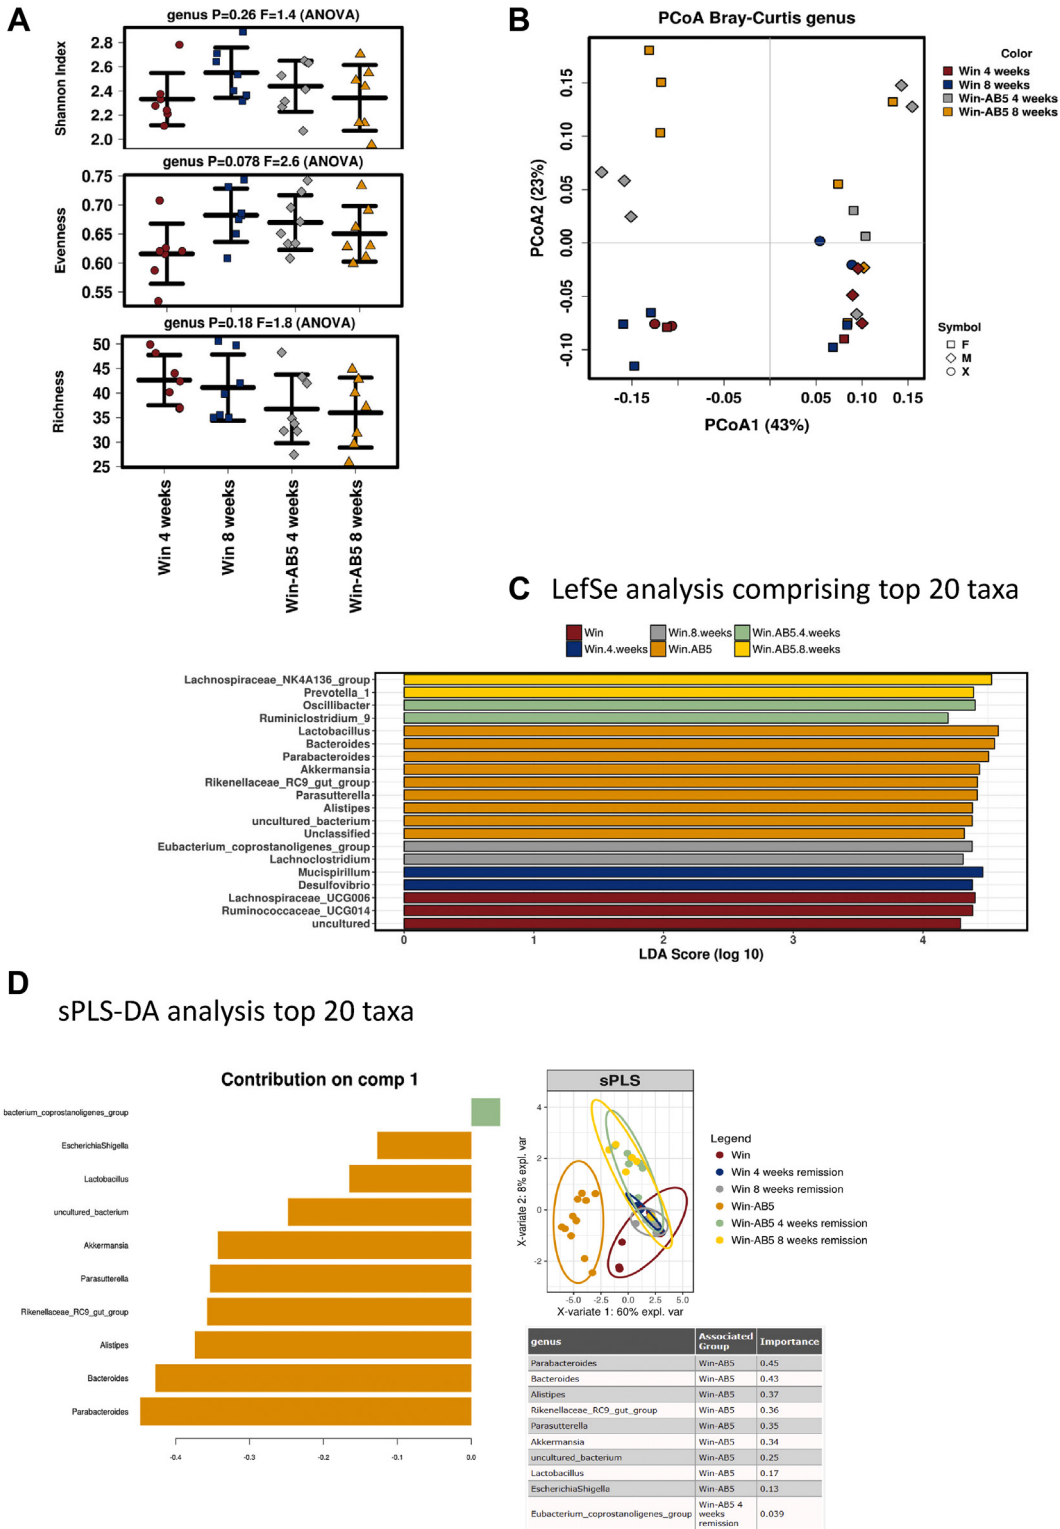 A
genus P=0.26 F=1.4 (ANOVA)
Shannon Index
2.8
2.6
2.4
2.2
2.0
genus P=0.078 F=2.6 (ANOVA)
Evenness
0.75
0.70
0.65
0.60
0.55
genus P=0.18 F=1.8 (ANOVA)
Richness
50
45
40
35
30
25
Win 4 weeks
Win 8 weeks
Win-AB5 4 weeks
Win-AB5 8 weeks
B
PCoA Bray-Curtis genus
PCoA2 (23%)
0.15
0.10
0.05
0.00
-0.05
-0.10
-0.15
-0.05
0.05
0.10
0.15
PCoA1 (43%)
Color
Win 4 weeks
Win 8 weeks
Win-AB5 4 weeks
Win-AB5 8 weeks
Symbol
F
M
X
C LefSe analysis comprising top 20 taxa
Win Win.8.weeks Win.AB5.4.weeks
Win.4.weeks Win.AB5 Win.AB5.8.weeks
Lachnospiraceae_NK4A136_group
Prevotella_1
Oscillibacter
Ruminiclostridium_9
Lactobacillus
Bacteroides
Parabacteroides
Akkermansia
Rikenellaceae_RC9_gut_group
Parasutterella
Alistipes
uncultured_bacterium
Unclassified
Eubacterium_coprostanoligenes_group
Lachnoclostridium
Mucispirillum
Desulfovibrio
Lachnospiraceae_UCG006
Ruminococcaceae_UCG014
uncultured
0 1 2 3 4
LDA Score (log 10)
D
sPLS-DA analysis top 20 taxa
Contribution on comp 1
bacterium_coprostanoligenes_group
EscherichiaShigella
Lactobacillus
uncultured_bacterium
Akkermansia
Parasutterella
Rikenellaceae_RC9_gut_group
Alistipes
Bacteroides
Parabacteroides
-0.4 -0.3 -0.2 -0.1 0.0
sPLS
X-variate 2: 8% expl. var
4
2
0
-2
-5.0 -2.5 0.0 2.5 5.0
X-variate 1: 60% expl. var
Legend
Win
Win 4 weeks remission
Win 8 weeks remission
Win-AB5
Win-AB5 4 weeks remission
Win-AB5 8 weeks remission
genus Associated Group Importance
Parabacteroides Win-AB5 0.45
Bacteroides Win-AB5 0.43
Alistipes Win-AB5 0.37
Rikenellaceae_RC9_gut_group Win-AB5 0.36
Parasutterella Win-AB5 0.35
Akkermansia Win-AB5 0.34
uncultured_bacterium Win-AB5 0.25
Lactobacillus Win-AB5 0.17
EscherichiaShigella Win-AB5 0.13
Eubacterium_coprostanoligenes_group Win-AB5 4 weeks remission 0.039